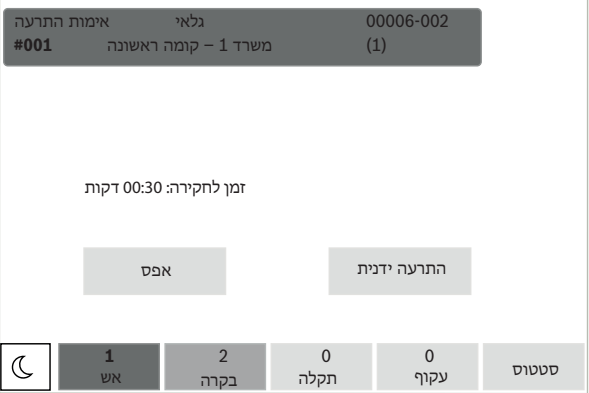 אימות התרעה גלאי 00006-002
#001 משרד 1 – קומה ראשונה (1)
זמן לחקירה: 00:30 דקות
אפס התרעה ידנית
1 2 0 0
אש בקרה תקלה עקוף סטטוס